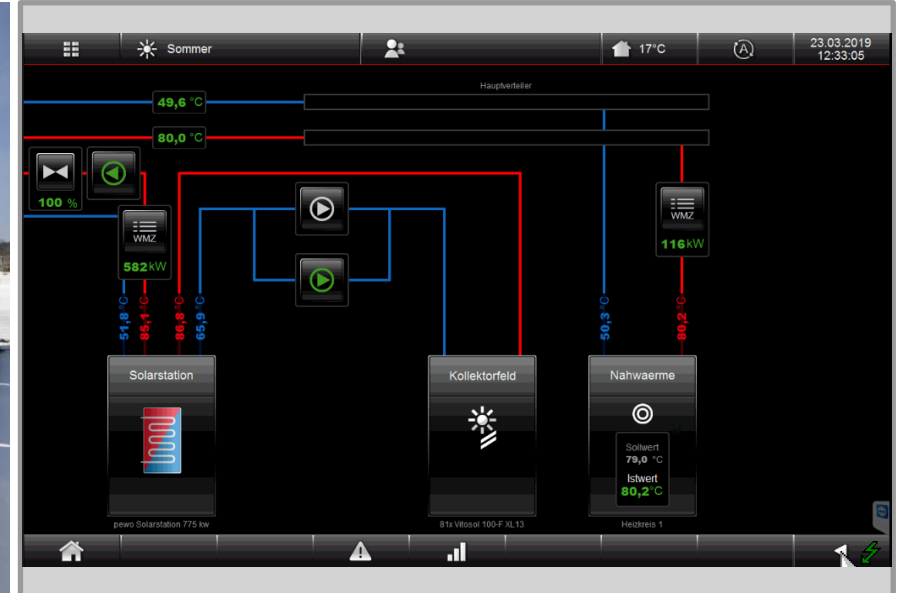 Sommer
17°C
A
23.03.2019
12:33:05
Hauptverteiler
49,6 °C
80,0 °C
100 %
WMZ
582 kW
WMZ
116 kW
51,8 °C
85,1 °C
86,8 °C
65,9 °C
50,3 °C
80,2 °C
Solarstation
Kollektorfeld
Nahwaerme
Sollwert
79,0 °C
Istwert
80,2 °C
pewo Solarstation 775 kw
81x Vitosol 100-F XL13
Heizkreis 1